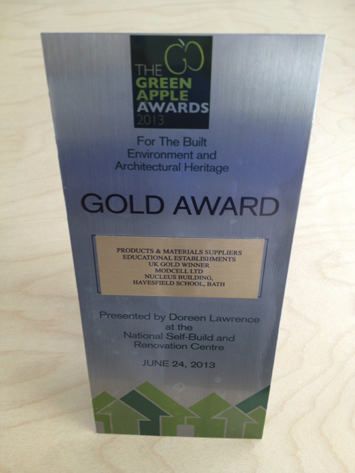 THE
GREEN
APPLE
AWARDS
2013
For The Built
Environment and
Architectural Heritage
GOLD AWARD
PRODUCTS & MATERIALS SUPPLIERS
EDUCATIONAL ESTABLISHMENTS
UK GOLD WINNER
MODCELL LTD
NUCLEUS BUILDING,
HAYESFIELD SCHOOL, BATH
Presented by Doreen Lawrence
at the
National Self-Build and
Renovation Centre
JUNE 24, 2013